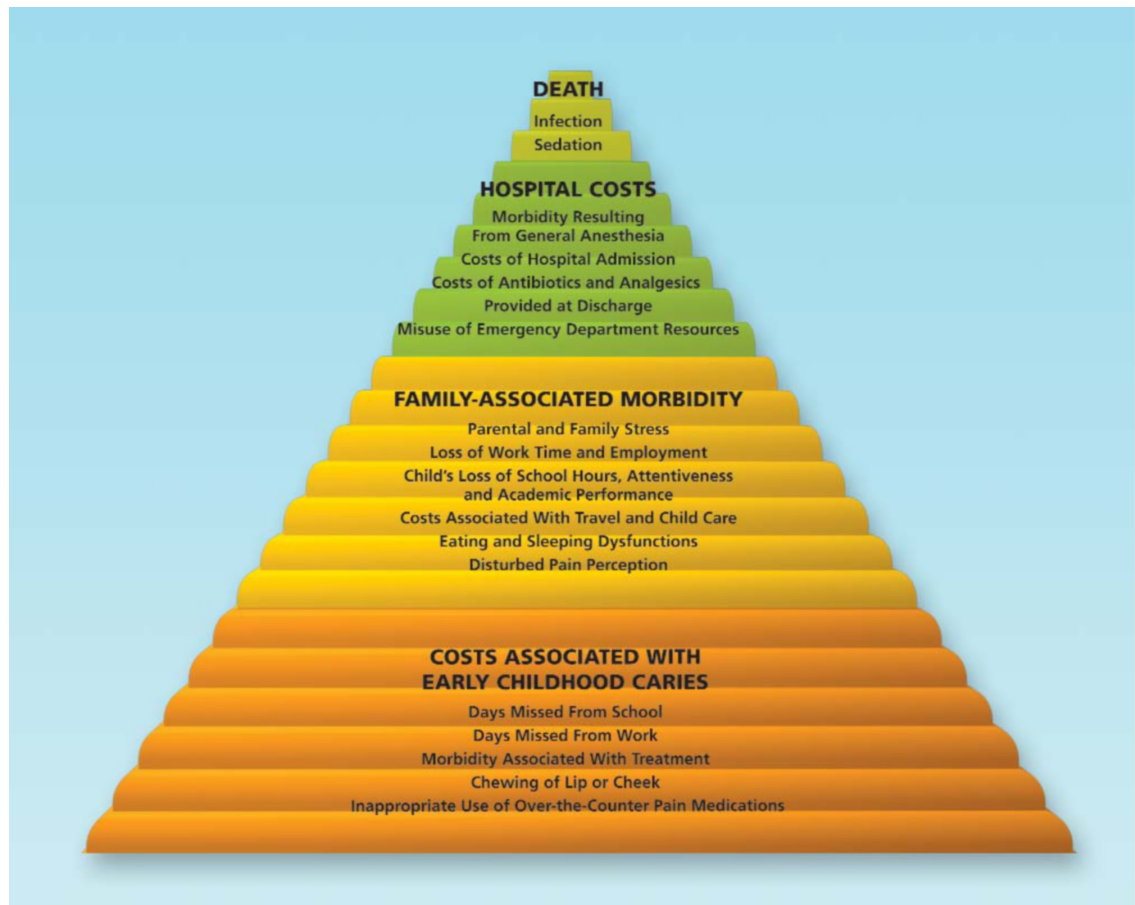 DEATH
Infection
Sedation
HOSPITAL COSTS
Morbidity Resulting
From General Anesthesia
Costs of Hospital Admission
Costs of Antibiotics and Analgesics
Provided at Discharge
Misuse of Emergency Department Resources
FAMILY-ASSOCIATED MORBIDITY
Parental and Family Stress
Loss of Work Time and Employment
Child's Loss of School Hours, Attentiveness
and Academic Performance
Costs Associated With Travel and Child Care
Eating and Sleeping Dysfunctions
Disturbed Pain Perception
COSTS ASSOCIATED WITH
EARLY CHILDHOOD CARIES
Days Missed From School
Days Missed From Work
Morbidity Associated With Treatment
Chewing of Lip or Cheek
Inappropriate Use of Over-the-Counter Pain Medications